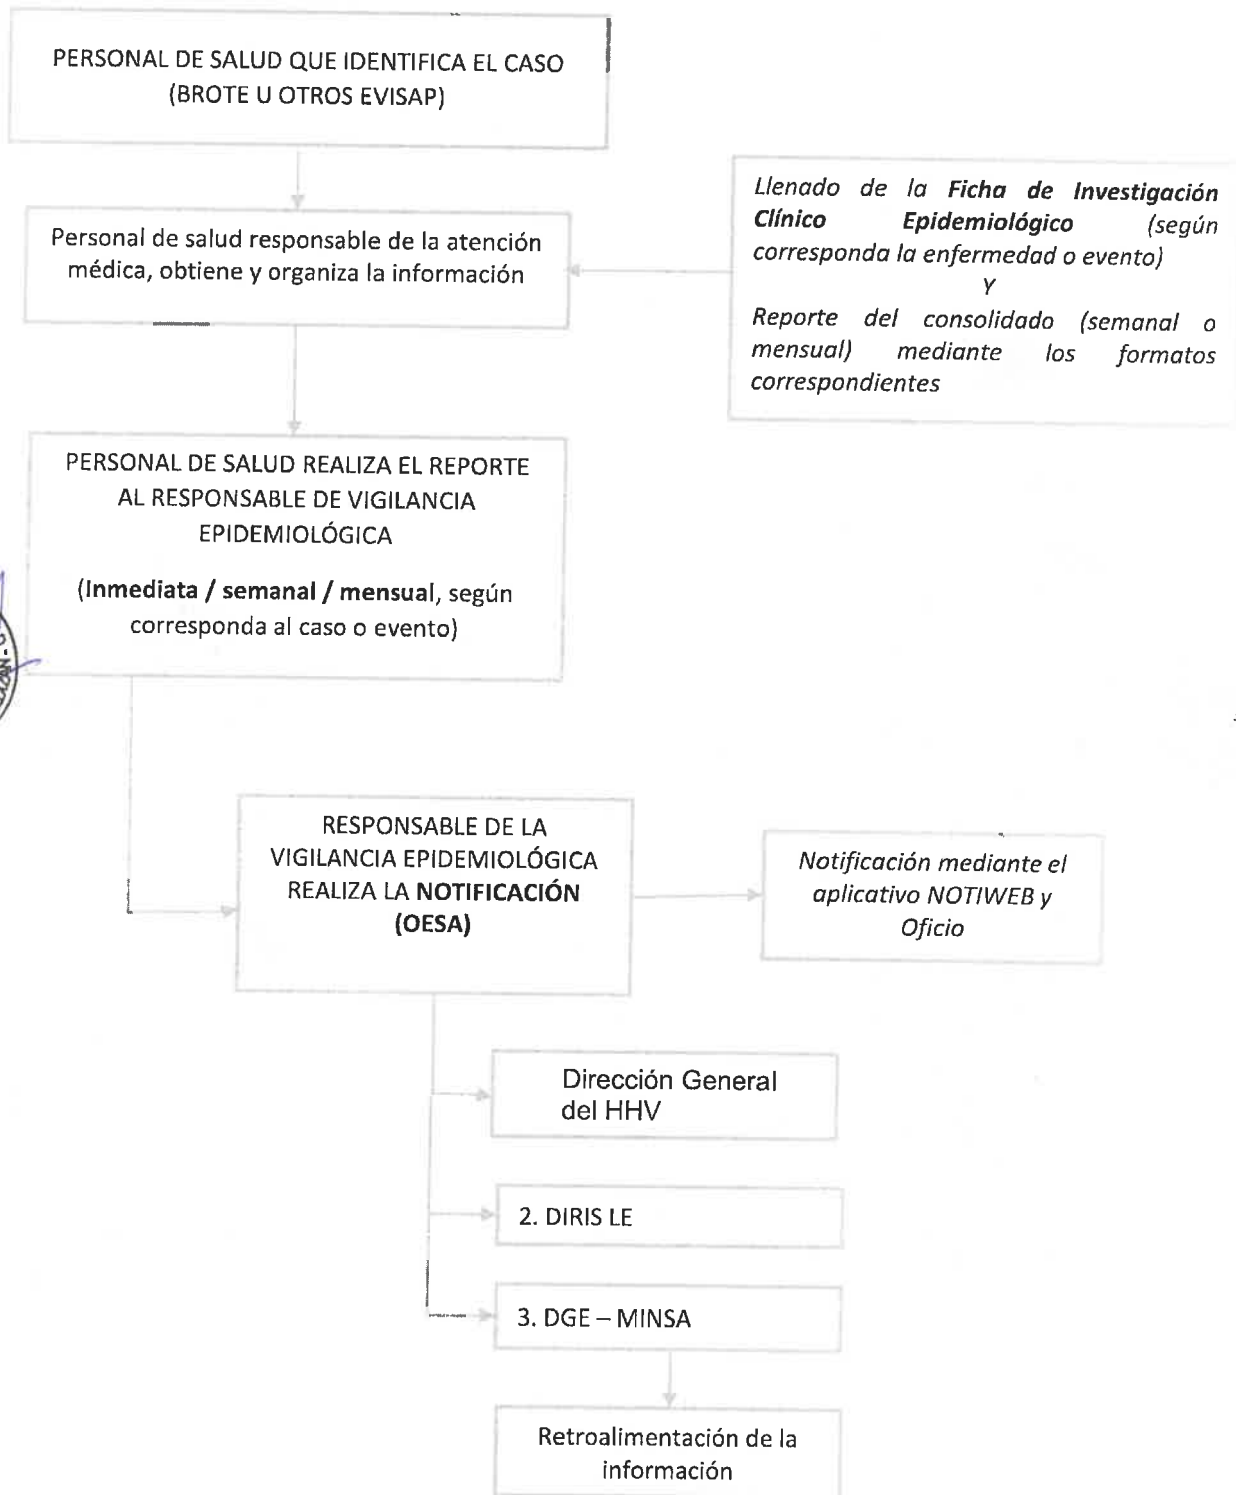 PERSONAL DE SALUD QUE IDENTIFICA EL CASO
(BROTE U OTROS EVISAP)
Personal de salud responsable de la atención
médica, obtiene y organiza la información
Llenado de la Ficha de Investigación
Clínico Epidemiológico (según
corresponda la enfermedad o evento)
Y
Reporte del consolidado (semanal o
mensual) mediante los formatos
correspondientes
PERSONAL DE SALUD REALIZA EL REPORTE
AL RESPONSABLE DE VIGILANCIA
EPIDEMIOLÓGICA
(Inmediata / semanal / mensual, según
corresponda al caso o evento)
RESPONSABLE DE LA
VIGILANCIA EPIDEMIOLÓGICA
REALIZA LA NOTIFICACIÓN
(OESA)
Notificación mediante el
aplicativo NOTIWEB y
Oficio
Dirección General
del HHV
2. DIRIS LE
3. DGE – MINSA
Retroalimentación de la
información